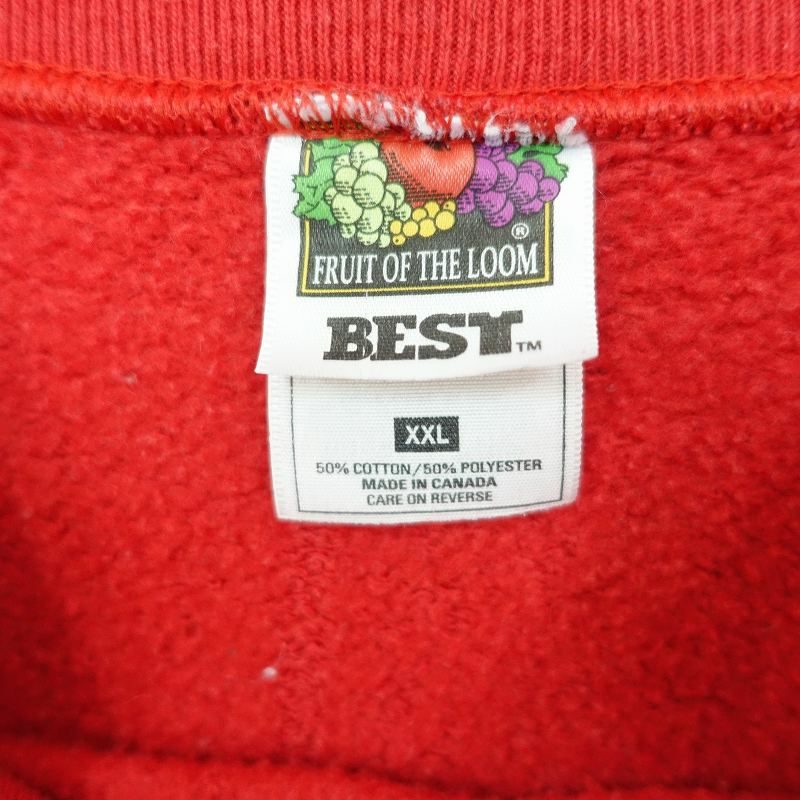 ®
FRUIT OF THE LOOM
BEST™
XXL
50% COTTON/50% POLYESTER
MADE IN CANADA
CARE ON REVERSE